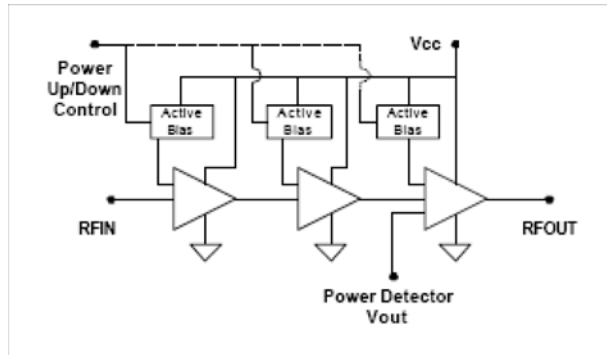 Power
Up/Down
Control
Vcc
Active
Bias
Active
Bias
Active
Bias
RFIN
RFOUT
Power Detector
Vout